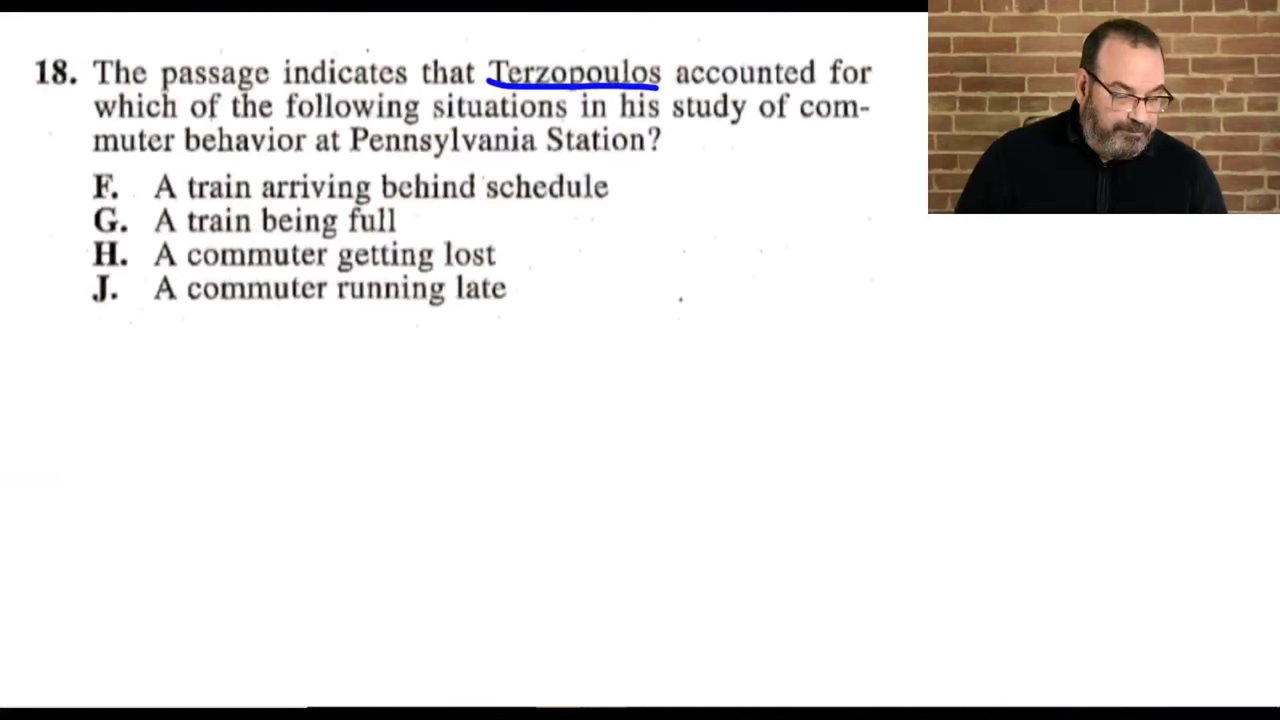 18. The passage indicates that Terzopoulos accounted for
which of the following situations in his study of com-
muter behavior at Pennsylvania Station?
F. A train arriving behind schedule
G. A train being full
H. A commuter getting lost
J. A commuter running late